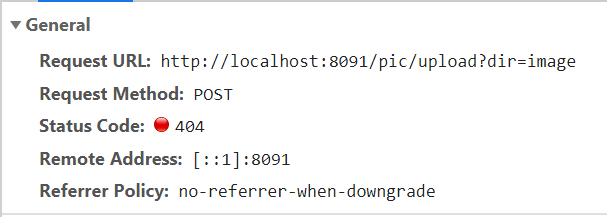 General
Request URL: http://localhost:8091/pic/upload?dir=image
Request Method: POST
Status Code: 404
Remote Address: [::1]:8091
Referrer Policy: no-referrer-when-downgrade